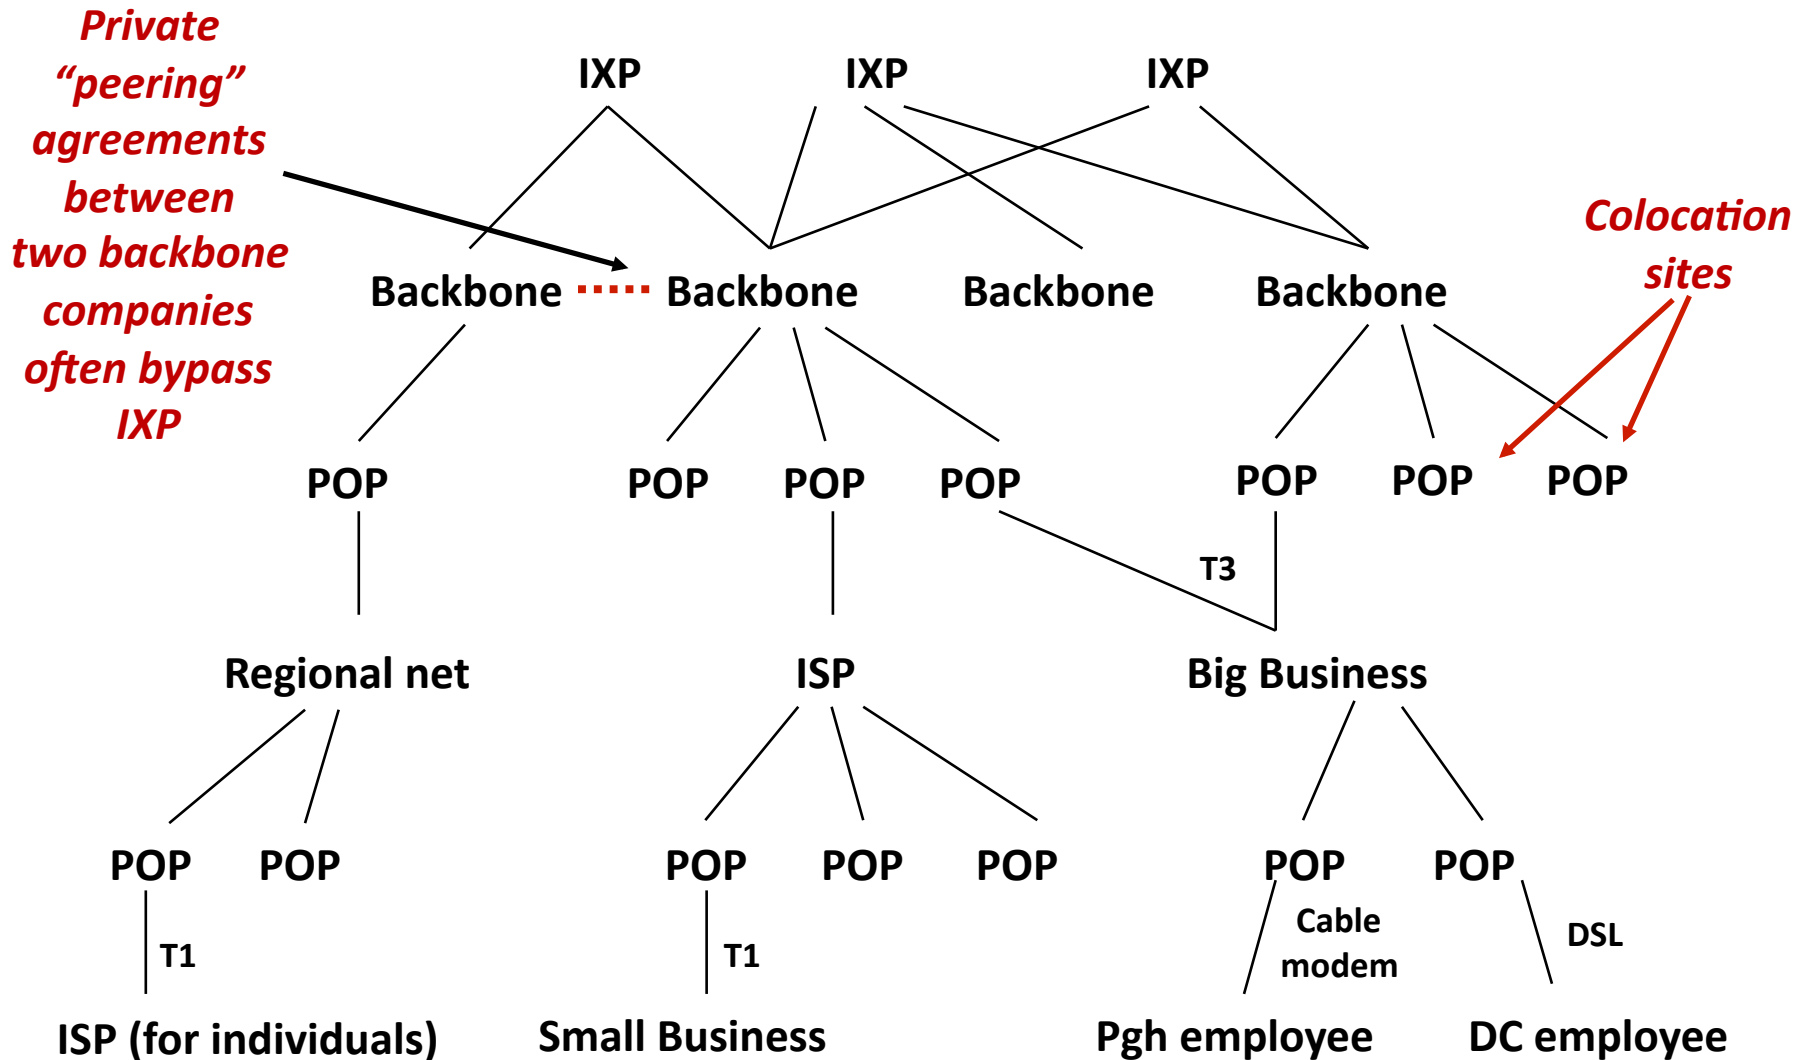 Private
“peering”
agreements
between
two backbone
companies
often bypass
IXP
IXP IXP IXP
Colocation
sites
Backbone Backbone Backbone Backbone
POP POP POP POP POP POP POP
T3
Regional net ISP Big Business
POP POP POP POP POP POP POP
Cable
modem
DSL
T1 T1
ISP (for individuals) Small Business Pgh employee DC employee